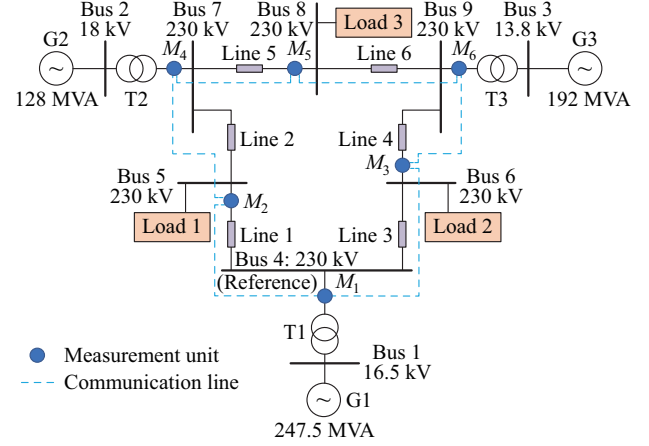 Bus 2
18 kV
Bus 7
230 kV
Bus 8
230 kV
Load 3
Bus 9
230 kV
Bus 3
13.8 kV
G2
M4
M5
M6
G3
~
~
Line 5
Line 6
128 MVA
T2
T3
192 MVA
Line 2
Line 4
M3
Bus 5
230 kV
Bus 6
230 kV
M2
Load 1
Load 2
Line 1
Line 3
Bus 4: 230 kV
(Reference)
M1
T1
Measurement unit
Communication line
Bus 1
16.5 kV
~
G1
247.5 MVA